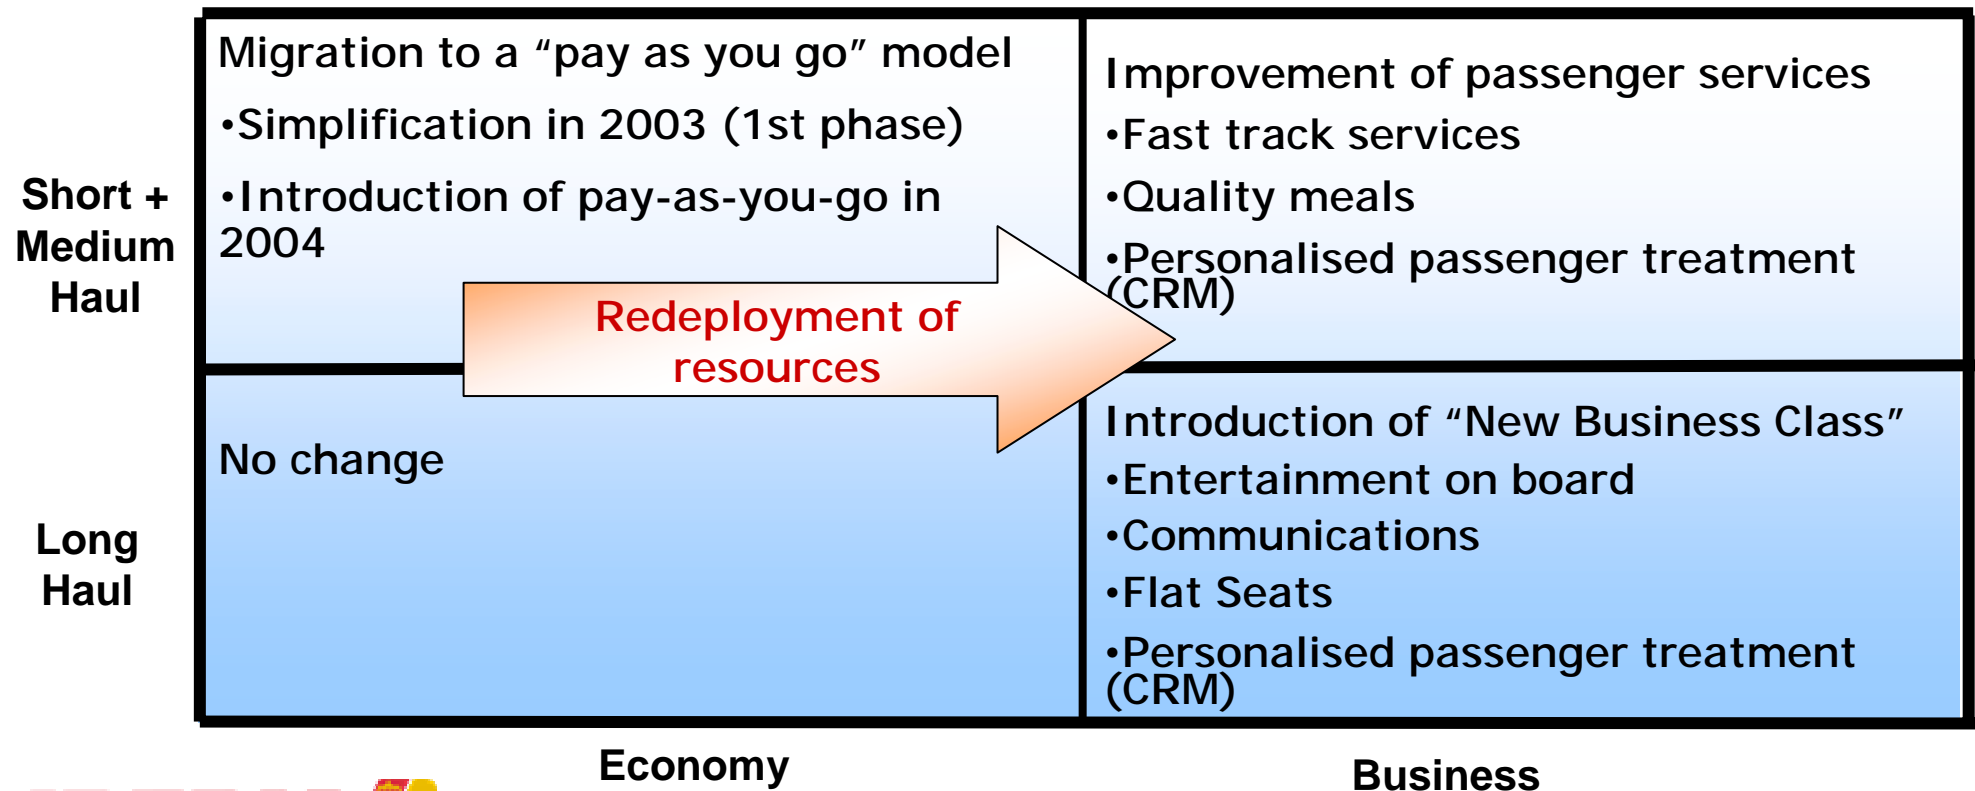 Migration to a “pay as you go” model
•Simplification in 2003 (1st phase)
•Introduction of pay-as-you-go in
2004
Improvement of passenger services
•Fast track services
•Quality meals
•Personalised passenger treatment
(CRM)
Short +
Medium
Haul
Redeployment of
resources
No change
Introduction of “New Business Class”
•Entertainment on board
•Communications
•Flat Seats
•Personalised passenger treatment
(CRM)
Long
Haul
Economy
Business